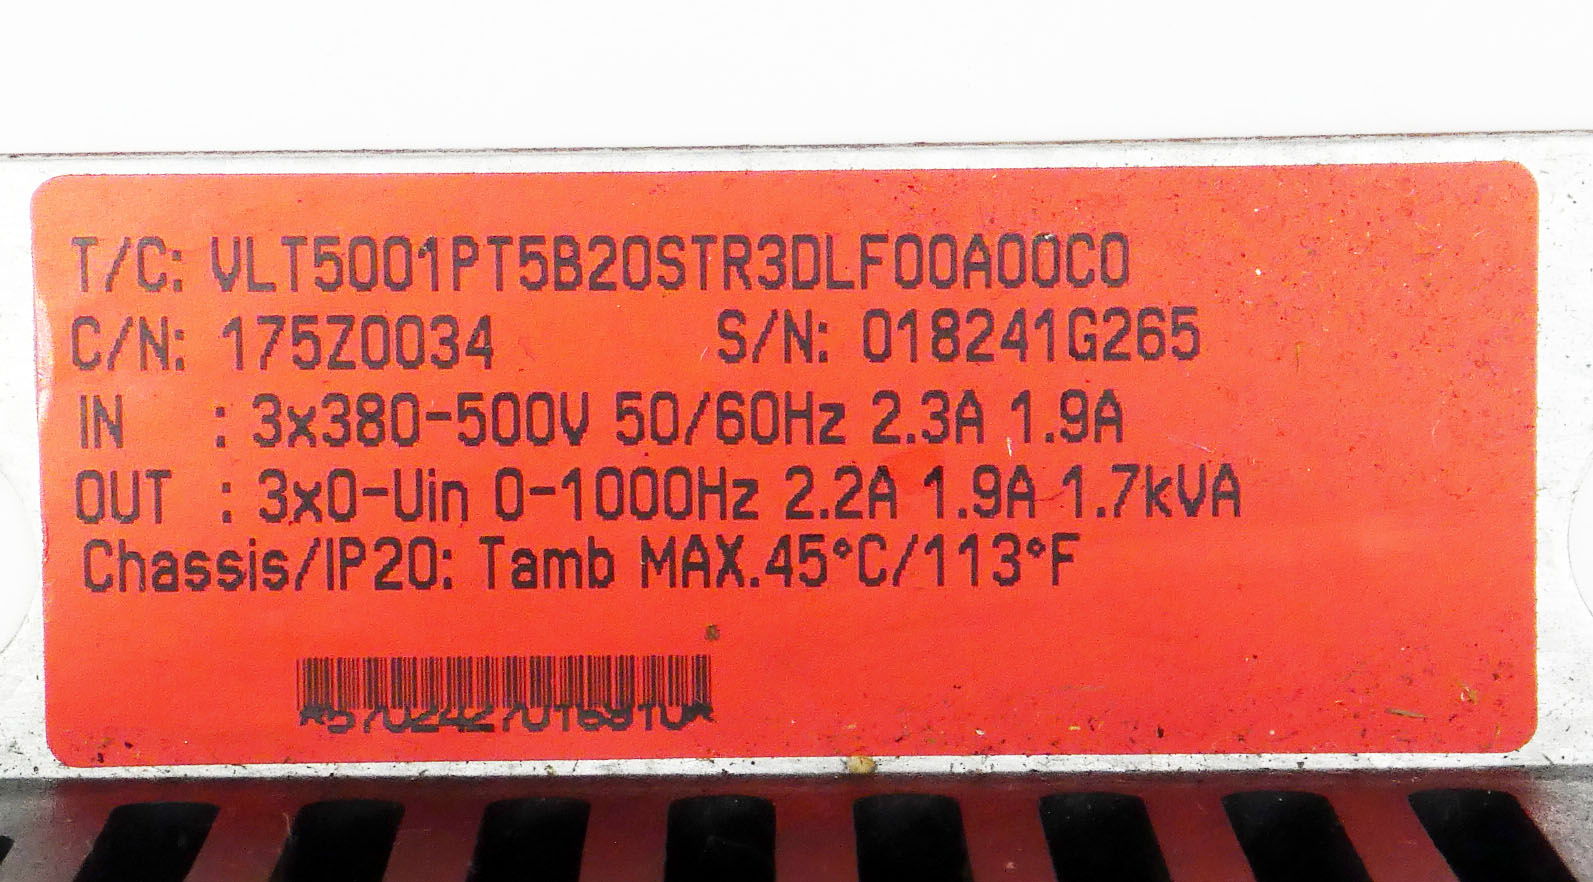 T/C: VLT5001PT5B20STR3DLF00A00C0
C/N: 175Z0034 S/N: 018241G265
IN : 3x380-500V 50/60Hz 2.3A 1.9A
OUT : 3x0-Uin 0-1000Hz 2.2A 1.9A 1.7kVA
Chassis/IP20: Tamb MAX.45°C/113°F